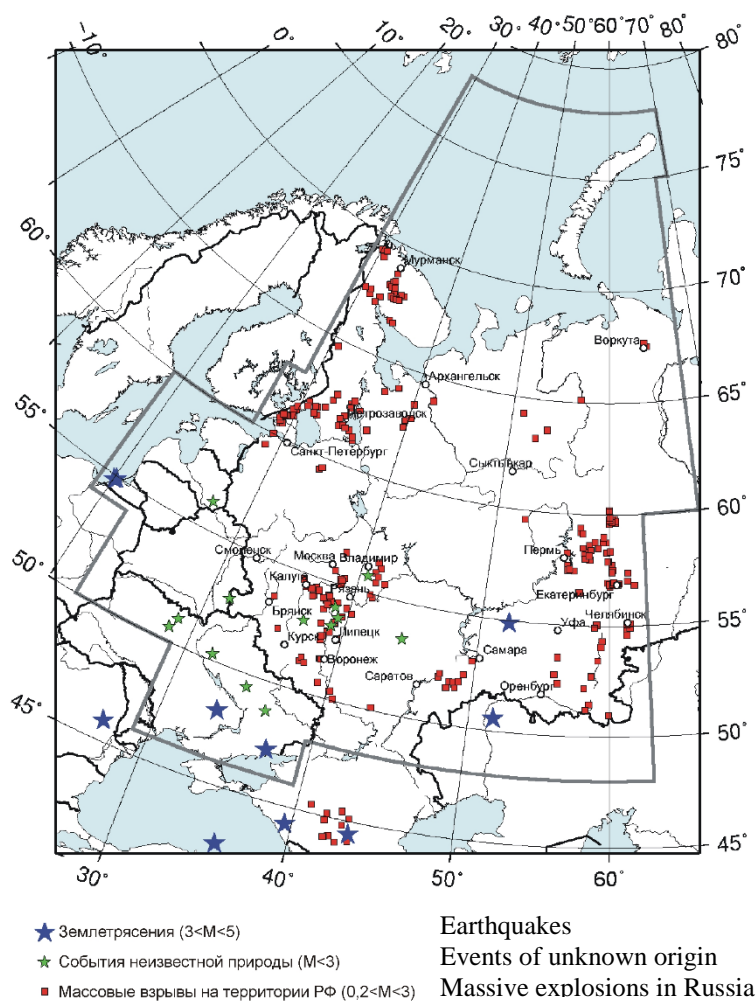 -10° 0° 10° 20° 30° 40° 50° 60° 70° 80°
80°
75°
60°
Мурманск
70°
Воркута
Архангельск
65°
55°
Петрозаводск
Санкт-Петербург
Сыктывкар
60°
50°
Смоленск Москва Владимир Пермь
Калуга Рязань Екатеринбург
Брянск Челябинск 55°
Липецк Уфа
45° Курск Самара
Воронеж
Саратов Оренбург
50°
45°
30° 40° 50° 60°
Землетрясения (3<М<5) Earthquakes
События неизвестной природы (М<3) Events of unknown origin
Массовые взрывы на территории РФ (0,2<М<3) Massive explosions in Russia